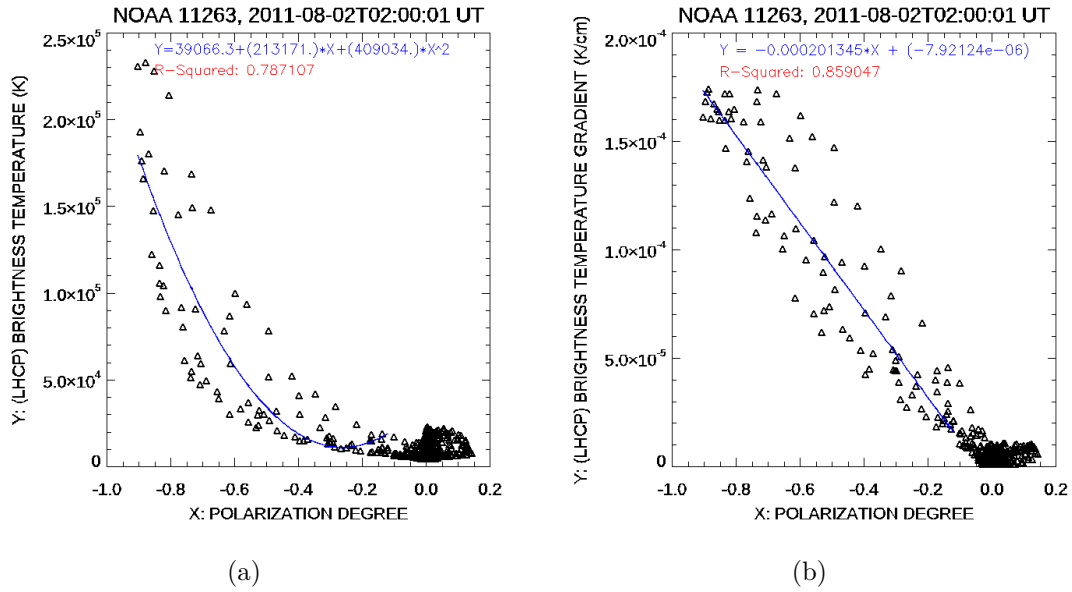 NOAA 11263, 2011-08-02T02:00:01 UT
Y=39066.3+(213171.)*X+(409034.)*X^2
R-Squared: 0.787107
Y: (LHCP) BRIGHTNESS TEMPERATURE (K)
2.5×10^5
2.0×10^5
1.5×10^5
1.0×10^5
5.0×10^4
0
-1.0 -0.8 -0.6 -0.4 -0.2 0.0 0.2
X: POLARIZATION DEGREE
(a)
NOAA 11263, 2011-08-02T02:00:01 UT
Y = -0.000201345*X + (-7.92124e-06)
R-Squared: 0.859047
Y: (LHCP) BRIGHTNESS TEMPERATURE GRADIENT (K/cm)
2.0×10^-4
1.5×10^-4
1.0×10^-4
5.0×10^-5
0
-1.0 -0.8 -0.6 -0.4 -0.2 0.0 0.2
X: POLARIZATION DEGREE
(b)